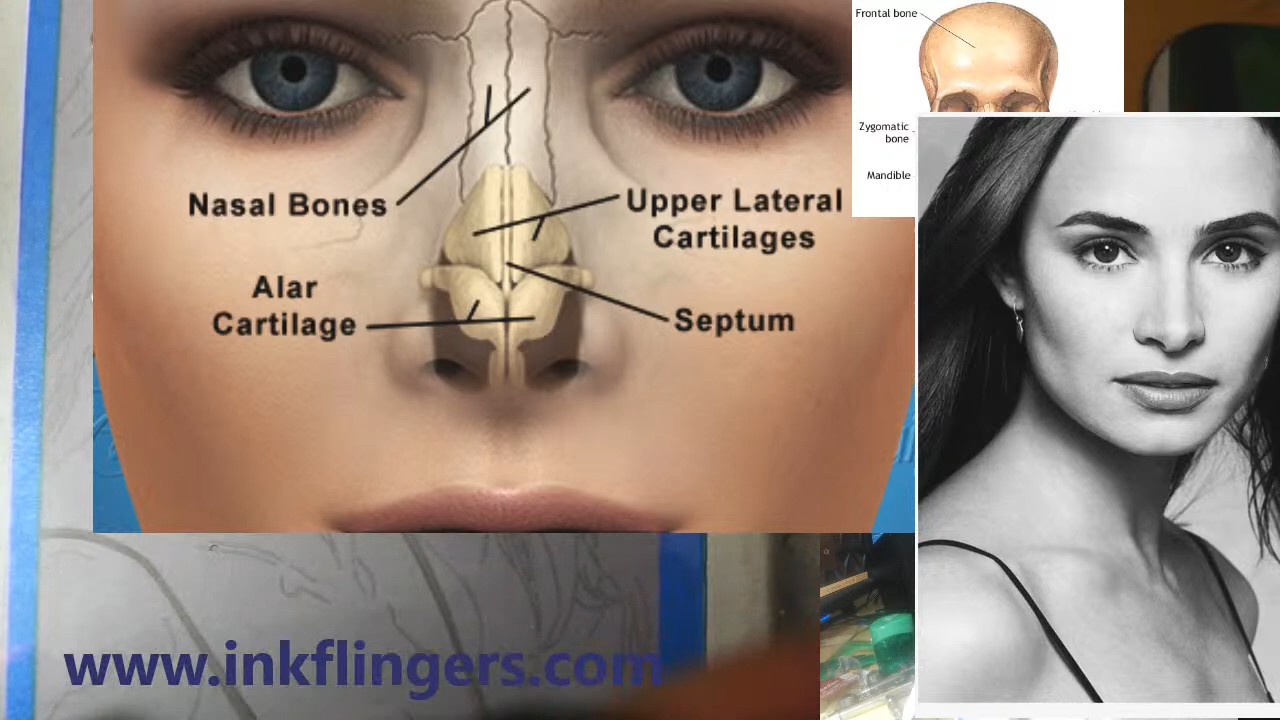 Frontal bone
Zygomatic
bone
Mandible
Nasal Bones
Upper Lateral
Cartilages
Alar
Cartilage
Septum
www.inkflingers.com